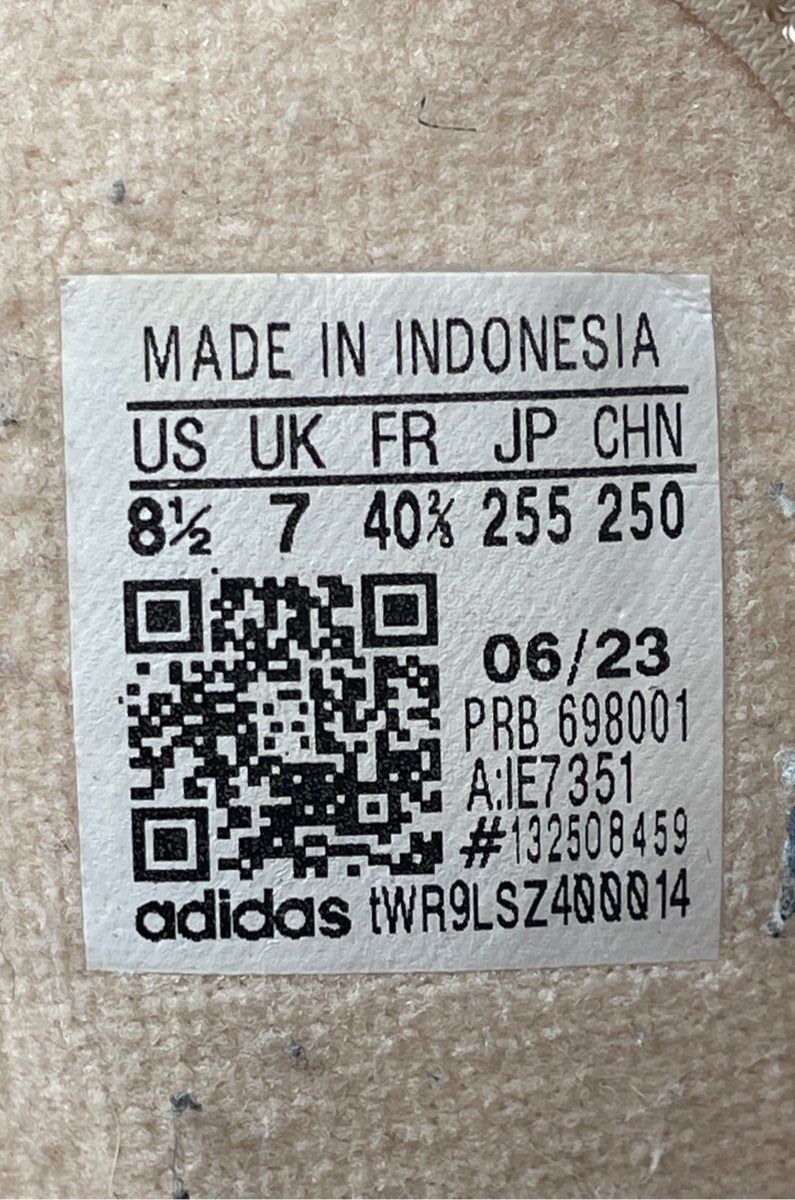 MADE IN INDONESIA
US UK FR JP CHN
8½ 7 40⅔ 255 250
06/23
PRB 698001
A:IE7351
#132508459
adidas tWR9LSZ400014